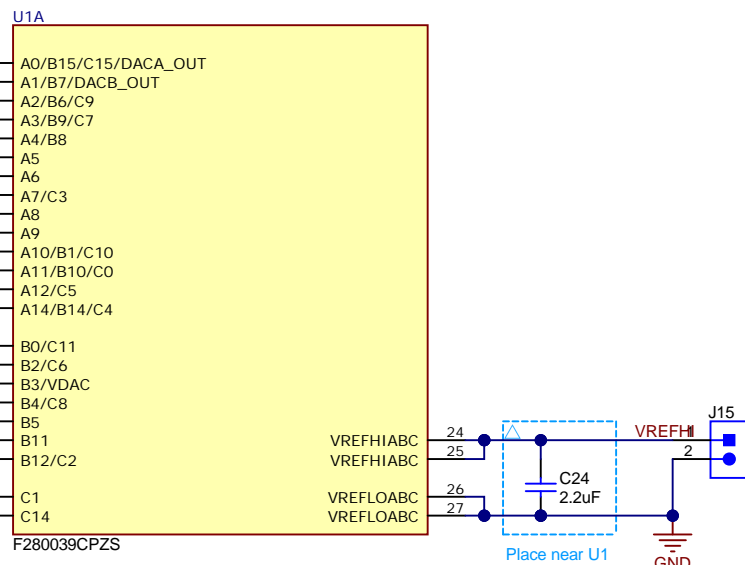 U1A
A0/B15/C15/DACA_OUT
A1/B7/DACB_OUT
A2/B6/C9
A3/B9/C7
A4/B8
A5
A6
A7/C3
A8
A9
A10/B1/C10
A11/B10/C0
A12/C5
A14/B14/C4
B0/C11
B2/C6
B3/VDAC
B4/C8
B5
B11
B12/C2
C1
C14
VREFHIABC 24
VREFHIABC 25
VREFLOABC 26
VREFLOABC 27
F280039CPZS
C24
2.2uF
Place near U1
VREFHI
J15
1
2
GND